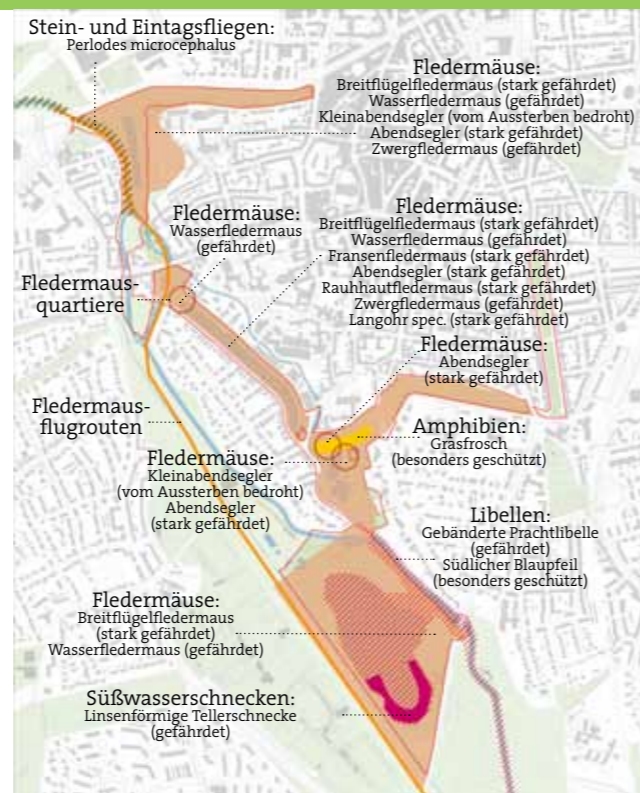 Stein- und Eintagsfliegen:
Perlodes microcephalus
Fledermäuse:
Breitflügelfledermaus (stark gefährdet)
Wasserfledermaus (gefährdet)
Kleinabendsegler (vom Aussterben bedroht)
Abendsegler (stark gefährdet)
Zwergfledermaus (gefährdet)
Fledermäuse:
Wasserfledermaus
(gefährdet)
Fledermäuse:
Breitflügelfledermaus (stark gefährdet)
Wasserfledermaus (gefährdet)
Fransenfledermaus (stark gefährdet)
Abendsegler (stark gefährdet)
Rauhhautfledermaus (stark gefährdet)
Zwergfledermaus (gefährdet)
Langohr spec. (stark gefährdet)
Fledermaus-
quartiere
Fledermäuse:
Abendsegler
(stark gefährdet)
Fledermaus-
flugrouten
Amphibien:
Grasfrosch
(besonders geschützt)
Fledermäuse:
Kleinabendsegler
(vom Aussterben bedroht)
Abendsegler
(stark gefährdet)
Libellen:
Gebänderte Prachtlibelle
(gefährdet)
Südlicher Blaupfeil
(besonders geschützt)
Fledermäuse:
Breitflügelfledermaus
(stark gefährdet)
Wasserfledermaus (gefährdet)
Süßwasserschnecken:
Linsenförmige Tellerschnecke
(gefährdet)